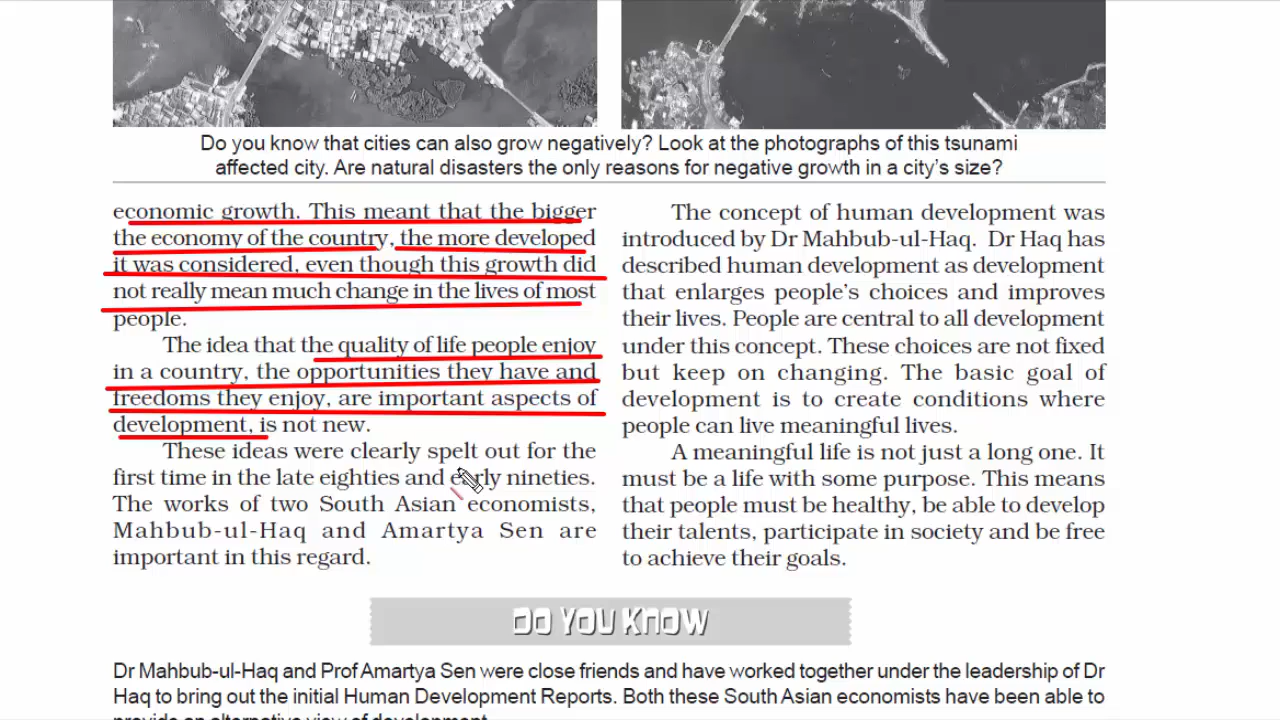 Do you know that cities can also grow negatively? Look at the photographs of this tsunami
affected city. Are natural disasters the only reasons for negative growth in a city's size?
economic growth. This meant that the bigger
the economy of the country, the more developed
it was considered, even though this growth did
not really mean much change in the lives of most
people.
The idea that the quality of life people enjoy
in a country, the opportunities they have and
freedoms they enjoy, are important aspects of
development, is not new.
These ideas were clearly spelt out for the
first time in the late eighties and early nineties.
The works of two South Asian economists,
Mahbub-ul-Haq and Amartya Sen are
important in this regard.
The concept of human development was
introduced by Dr Mahbub-ul-Haq. Dr Haq has
described human development as development
that enlarges people's choices and improves
their lives. People are central to all development
under this concept. These choices are not fixed
but keep on changing. The basic goal of
development is to create conditions where
people can live meaningful lives.
A meaningful life is not just a long one. It
must be a life with some purpose. This means
that people must be healthy, be able to develop
their talents, participate in society and be free
to achieve their goals.
DO YOU KNOW
Dr Mahbub-ul-Haq and Prof Amartya Sen were close friends and have worked together under the leadership of Dr
Haq to bring out the initial Human Development Reports. Both these South Asian economists have been able to
provide an alternative view of development.